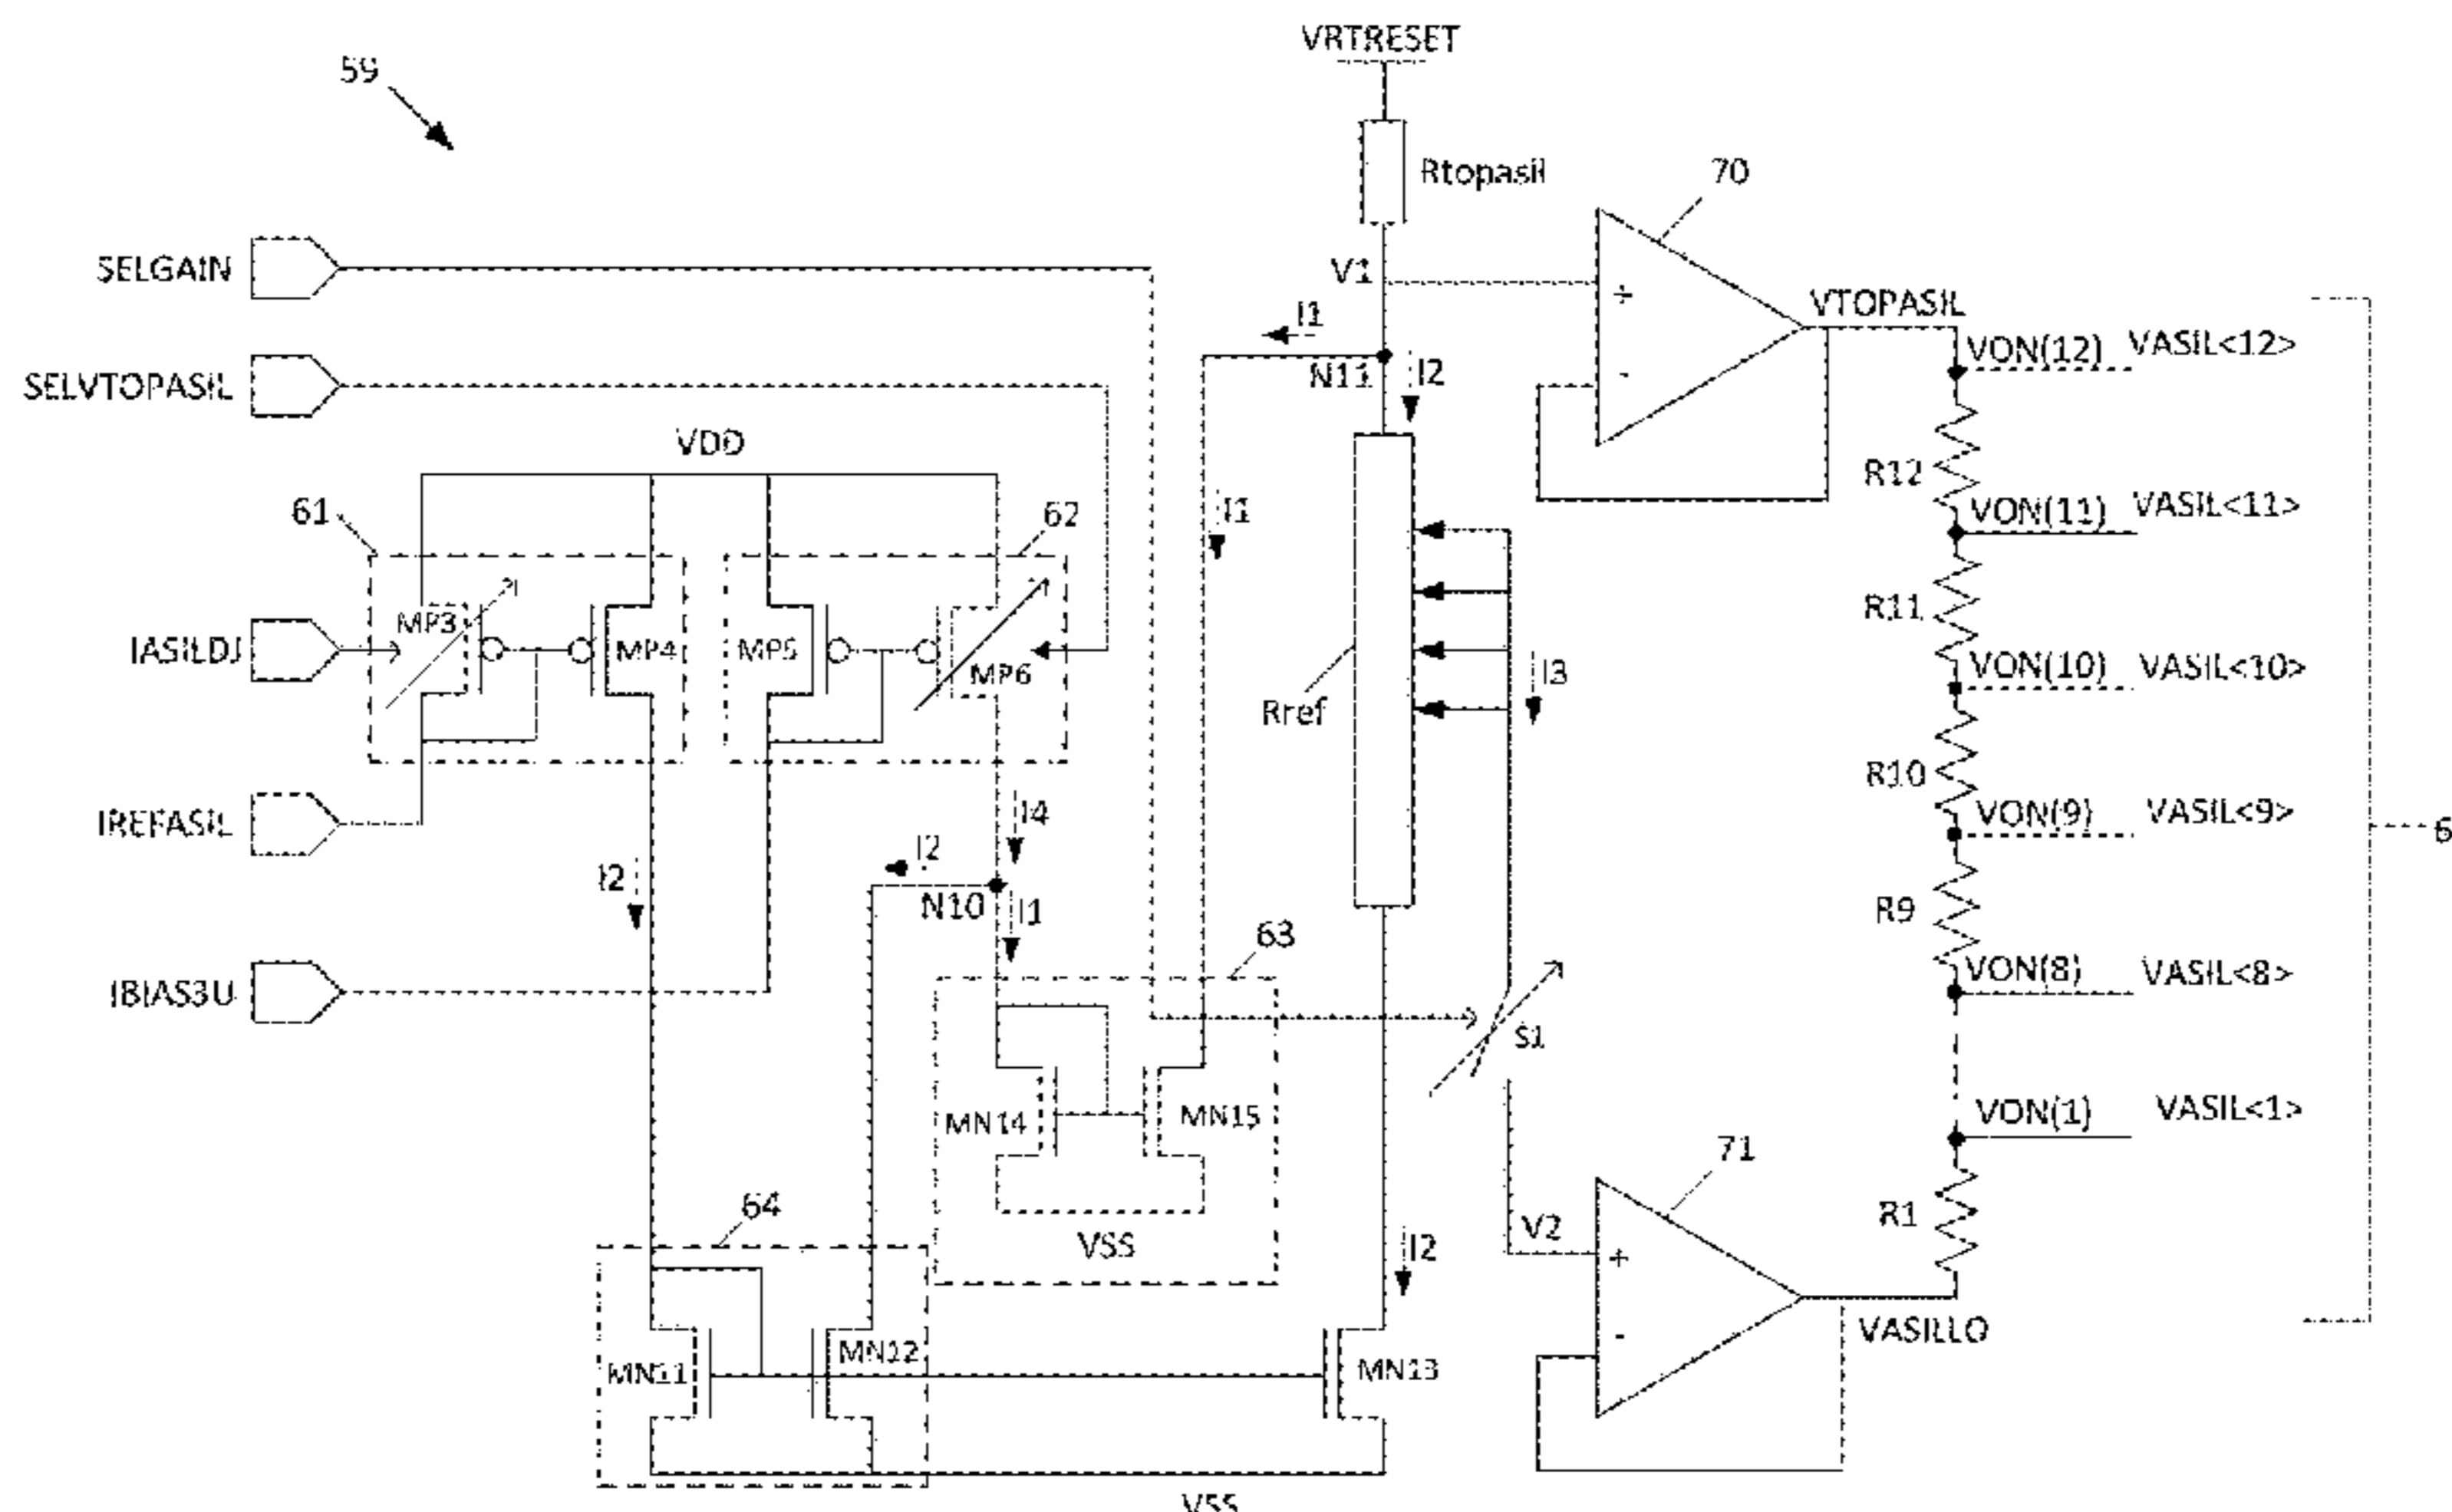 59
VRTRESET
Rtopasil
70
SELGAIN
V1
I1
VTOPASIL
VON(12)
VASIL<12>
N11
I2
SELVTOPASIL
VDD
R12
61
62
I1
VON(11)
VASIL<11>
MP3
MP4
MP5
MP6
IASILDJ
R11
I3
VON(10)
VASIL<10>
Rref
R10
IREFASIL
I4
VON(9)
VASIL<9>
6
I2
I2
N10
I1
R9
63
IBIAS3U
VON(8)
VASIL<8>
S1
MN14
MN15
VON(1)
VASIL<1>
71
64
R1
VSS
V2
I2
VASILLO
MN11
MN12
MN13
VSS
+
-
+
-